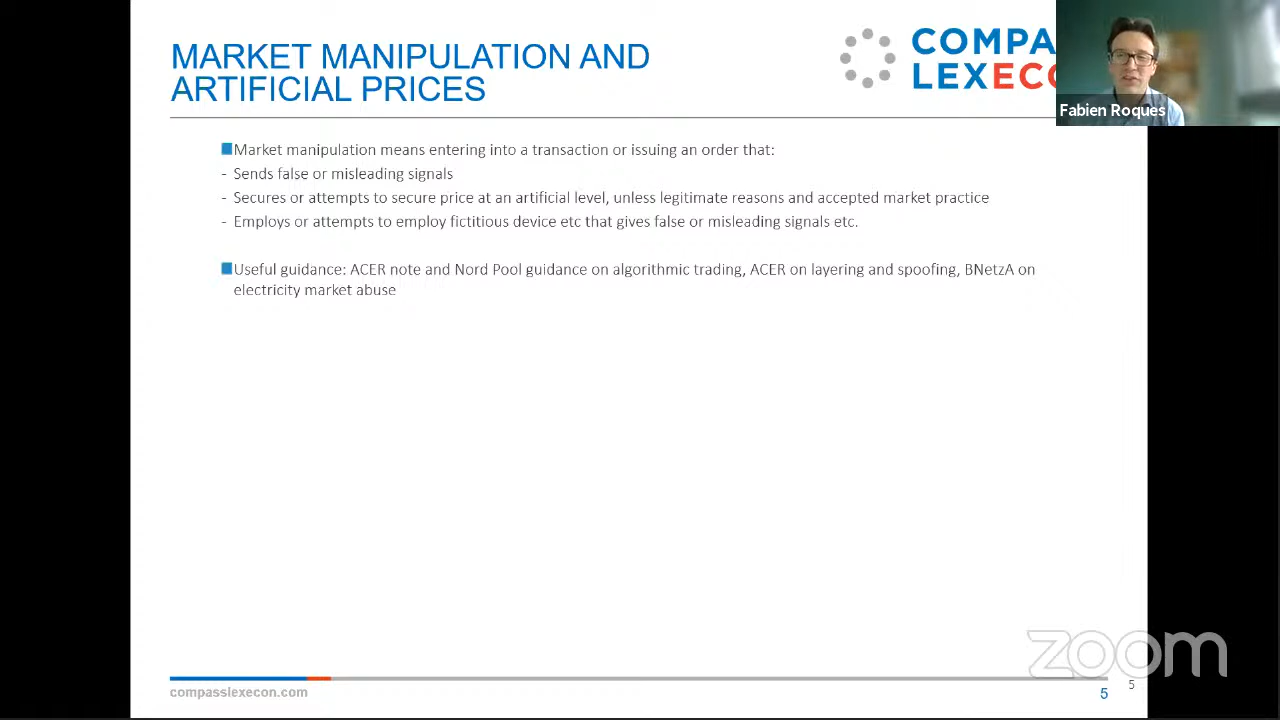 MARKET MANIPULATION AND
ARTIFICIAL PRICES
COMPA
LEXECO
Fabien Roques
Market manipulation means entering into a transaction or issuing an order that:
- Sends false or misleading signals
- Secures or attempts to secure price at an artificial level, unless legitimate reasons and accepted market practice
- Employs or attempts to employ fictitious device etc that gives false or misleading signals etc.
Useful guidance: ACER note and Nord Pool guidance on algorithmic trading, ACER on layering and spoofing, BNetzA on
electricity market abuse
zoom
compasslexecon.com
5
5